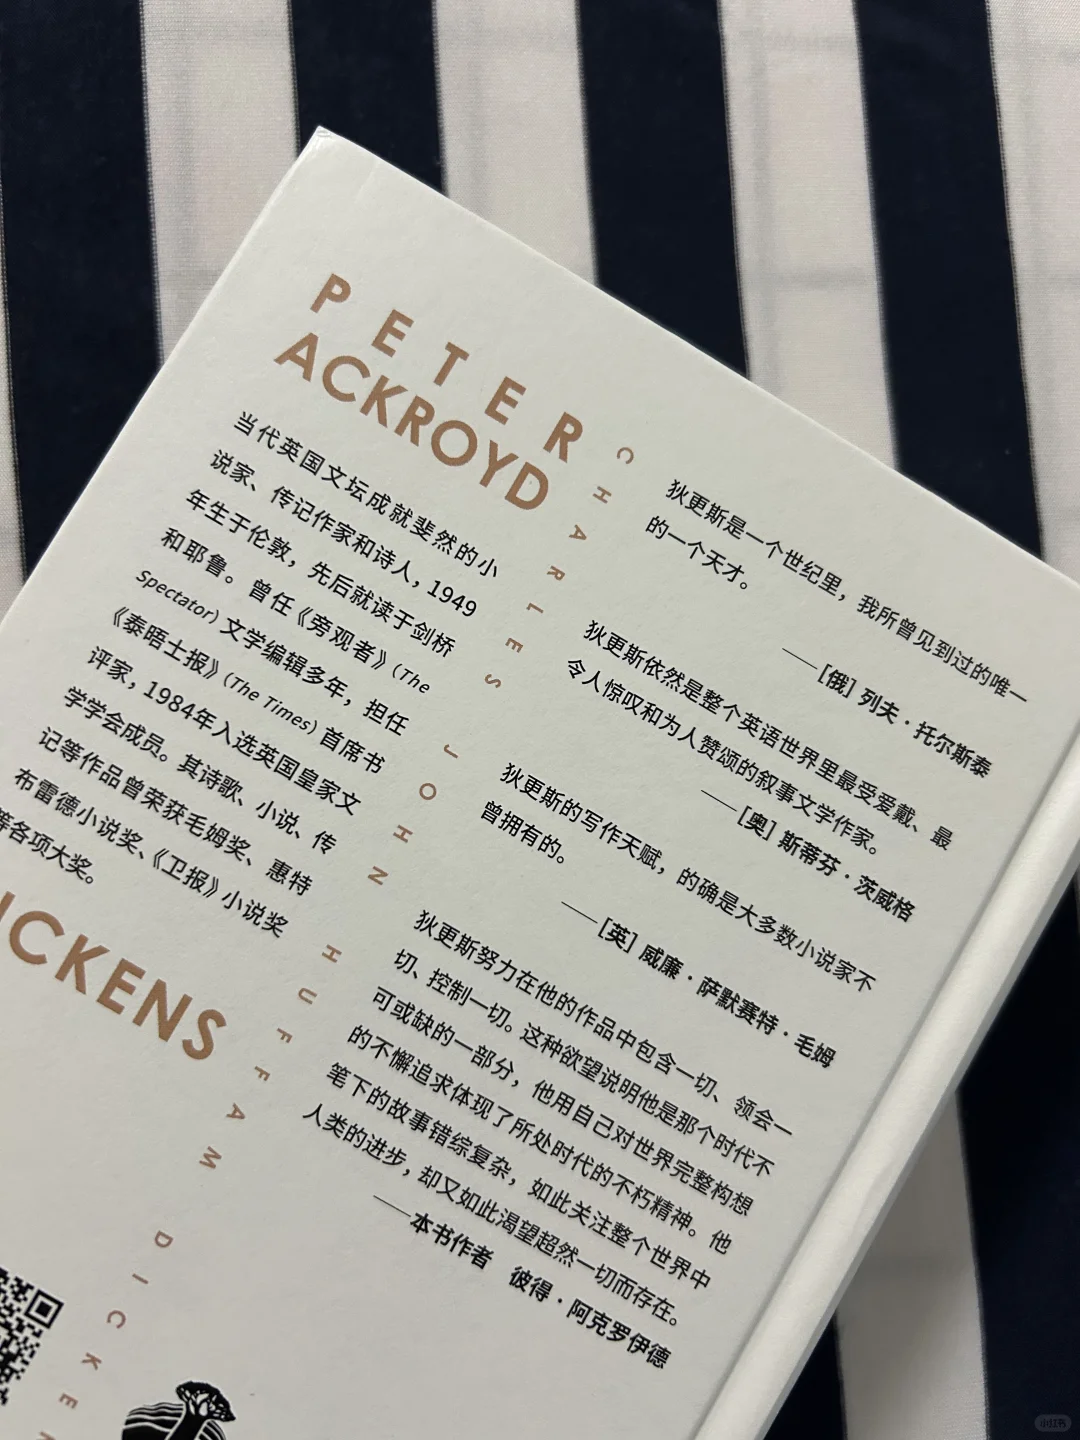 PETER
ACKROYD
当代英国文坛成就斐然的小
说家、传记作家和诗人，1949
年生于伦敦，先后就读于剑桥
和耶鲁。曾任《旁观者》(The
Spectator) 文学编辑多年，担任
《泰晤士报》(The Times) 首席书
评家，1984年入选英国皇家文
学学会成员。其诗歌、小说、传
记等作品曾荣获毛姆奖、惠特
布雷德小说奖、《卫报》小说奖
等各项大奖。
ICKENS
CHARLES JOHN HUFFAM DICKEN
狄更斯是一个世纪里，我所曾见到过的唯一
的一个天才。
——［俄］列夫·托尔斯泰
狄更斯依然是整个英语世界里最受爱戴、最
令人惊叹和为人赞颂的叙事文学作家。
——［奥］斯蒂芬·茨威格
狄更斯的写作天赋，的确是大多数小说家不
曾拥有的。
——［英］威廉·萨默赛特·毛姆
狄更斯努力在他的作品中包含一切、领会一
切、控制一切。这种欲望说明他是那个时代不
可或缺的一部分，他用自己对世界完整构想
的不懈追求体现了所处时代的不朽精神。他
笔下的故事错综复杂，如此关注整个世界中
人类的进步，却又如此渴望超然一切而存在。
——本书作者 彼得·阿克罗伊德
小红书